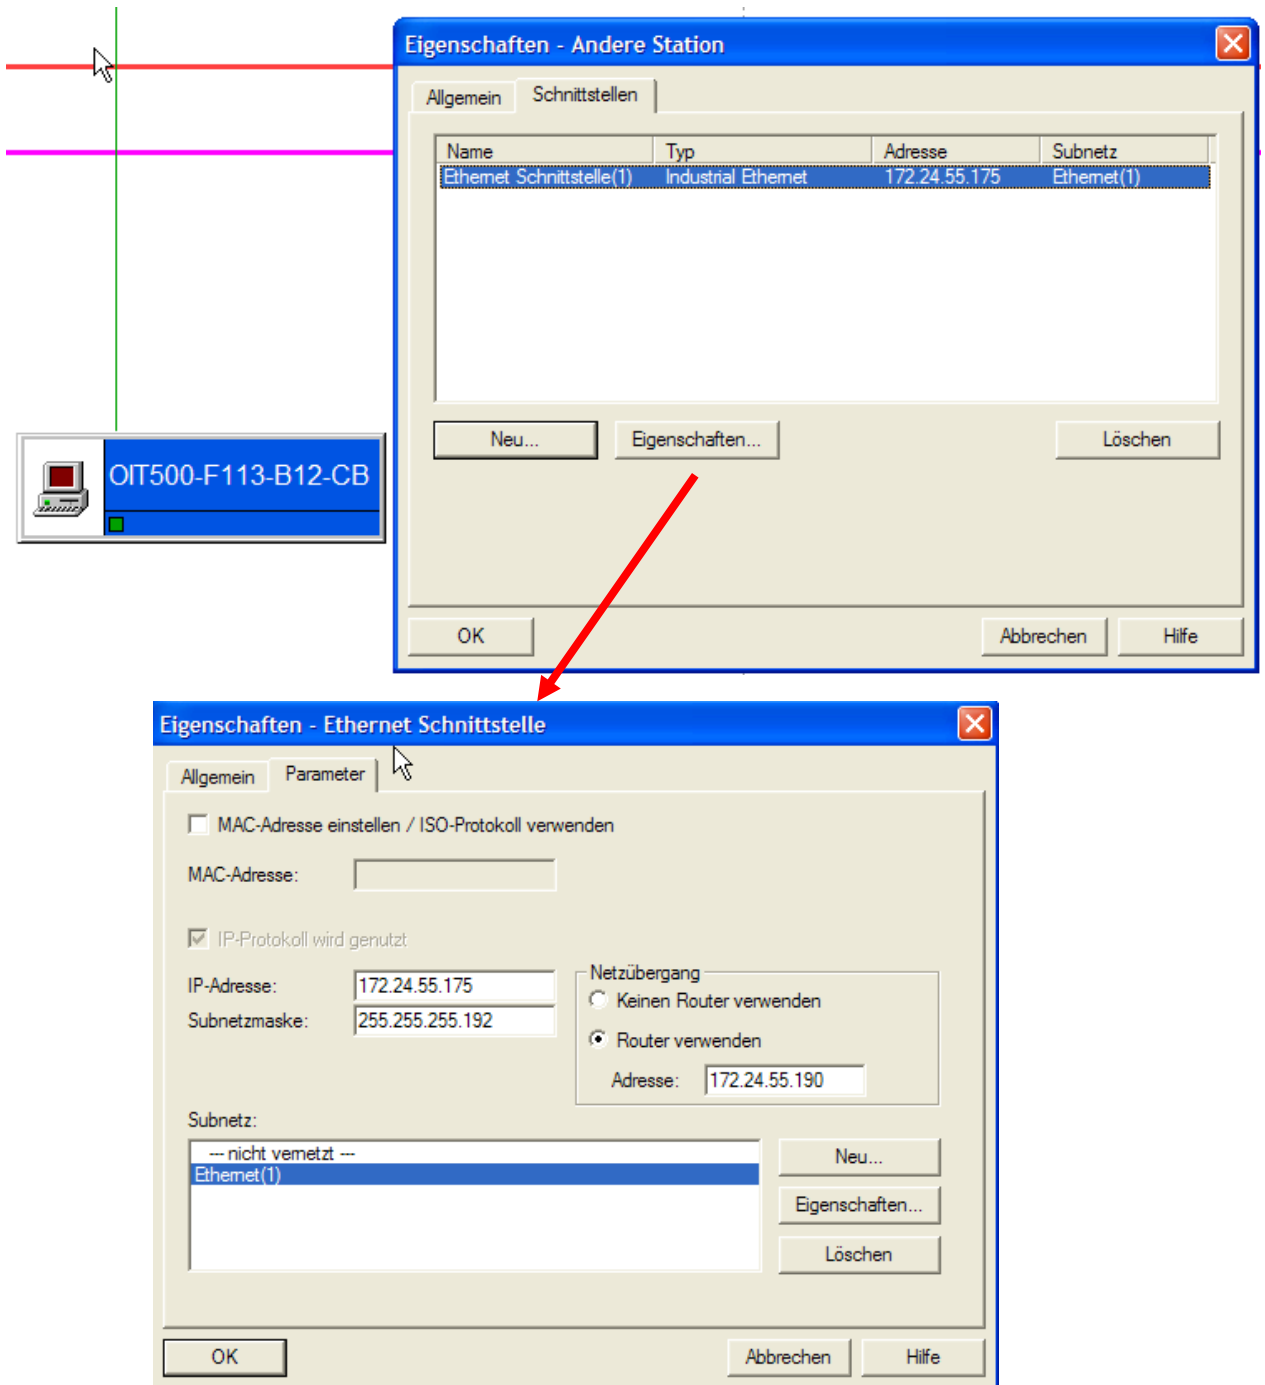 Eigenschaften - Andere Station
Allgemein Schnittstellen
Name Typ Adresse Subnetz
Ethernet Schnittstelle(1) Industrial Ethernet 172.24.55.175 Ethernet(1)
Neu... Eigenschaften... Löschen
OIT500-F113-B12-CB
OK Abbrechen Hilfe
Eigenschaften - Ethernet Schnittstelle
Allgemein Parameter
MAC-Adresse einstellen / ISO-Protokoll verwenden
MAC-Adresse:
IP-Protokoll wird genutzt
IP-Adresse: 172.24.55.175
Subnetzmaske: 255.255.255.192
Netzübergang
Keinen Router verwenden
Router verwenden
Adresse: 172.24.55.190
Subnetz:
--- nicht vernetzt ---
Ethernet(1)
Neu...
Eigenschaften...
Löschen
OK Abbrechen Hilfe